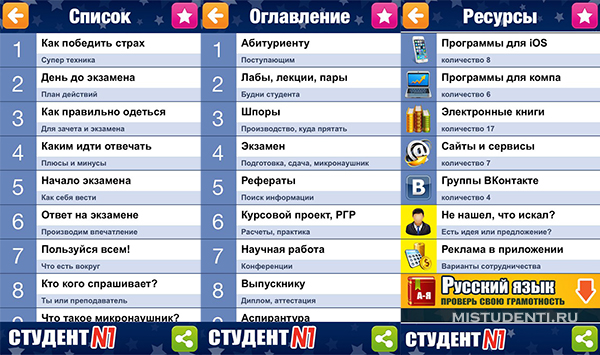 Список
1
Как победить страх
Супер техника
2
День до экзамена
План действий
3
Как правильно одеться
Для зачета и экзамена
4
Каким идти отвечать
Плюсы и минусы
5
Начало экзамена
Как себя вести
6
Ответ на экзамене
Производим впечатление
7
Пользуйся всем!
Что есть вокруг
8
Кто кого спрашивает?
Ты или преподаватель
Что такое микронаушник?
СТУДЕНТ N1
Оглавление
1
Абитуриенту
Поступающим
2
Лабы, лекции, пары
Будни студента
3
Шпоры
Производство, куда прятать
4
Экзамен
Подготовка, сдача, микронаушник
5
Рефераты
Поиск информации
6
Курсовой проект, РГР
Расчеты, практика
7
Научная работа
Конференции
8
Выпускнику
Диплом, аттестация
Аспирантура
СТУДЕНТ N1
Ресурсы
Программы для iOS
количество 8
Программы для компа
количество 6
Электронные книги
количество 17
@
Сайты и сервисы
количество 7
B
Группы ВКонтакте
количество 4
Не нашел, что искал?
Есть идея или предложение?
Реклама в приложении
Варианты сотрудничества
А-Я
Русский язык
ПРОВЕРЬ СВОЮ ГРАМОТНОСТЬ
СТУДЕНТ N1
MISTUDENTI.RU